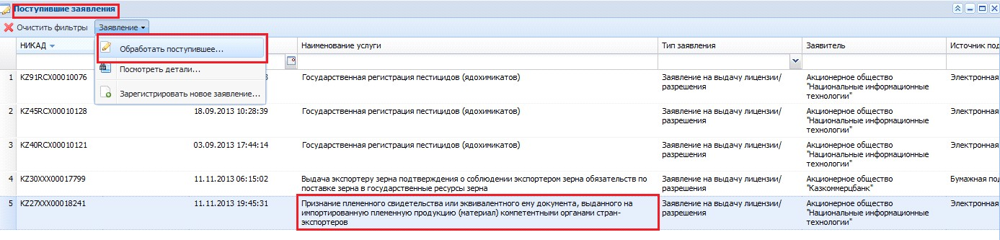 Поступившие заявления
Очистить фильтры Заявление
НИКАД Наименование услуги Тип заявления Заявитель Источник под
Обработать поступившее...
Посмотреть детали...
Зарегистрировать новое заявление...
1 KZ91RCX00010076 3 Государственная регистрация пестицидов (ядохимикатов) Заявление на выдачу лицензии/ Акционерное общество Электронная
разрешения "Национальные информационные
технологии"
2 KZ45RCX00010128 18.09.2013 10:28:39 Государственная регистрация пестицидов (ядохимикатов) Заявление на выдачу лицензии/ Акционерное общество Электронная
разрешения "Национальные информационные
технологии"
3 KZ40RCX00010121 03.09.2013 17:44:14 Государственная регистрация пестицидов (ядохимикатов) Заявление на выдачу лицензии/ Акционерное общество Электронная
разрешения "Национальные информационные
технологии"
4 KZ30XXX00017799 11.11.2013 06:15:02 Выдача экспортеру зерна подтверждения о соблюдении экспортером зерна обязательств по Заявление на выдачу лицензии/ Акционерное общество Бумажная под
поставке зерна в государственные ресурсы зерна разрешения "Казкоммерцбанк"
5 KZ27XXX00018241 11.11.2013 19:45:31 Признание племенного свидетельства или эквивалентного ему документа, выданного на Заявление на выдачу лицензии/ Акционерное общество Электронная
импортированную племенную продукцию (материал) компетентными органами стран- разрешения "Национальные информационные
экспортеров технологии"